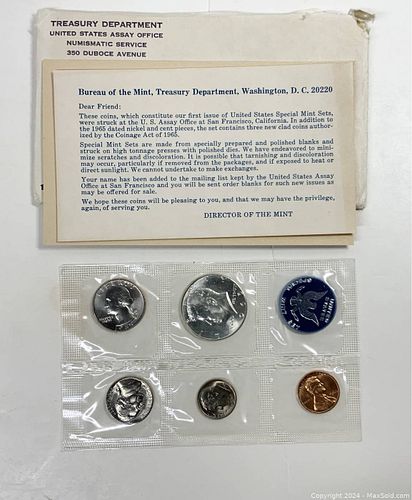 TREASURY DEPARTMENT
UNITED STATES ASSAY OFFICE
NUMISMATIC SERVICE
350 DUBOCE AVENUE
Bureau of the Mint, Treasury Department, Washington, D. C. 20220
Dear Friend:
These coins, which constitute our first issue of United States Special Mint Sets,
were struck at the U. S. Assay Office at San Francisco, California. In addition to
the 1965 dated nickel and cent pieces, the set contains three new clad coins author-
ized by the Coinage Act of 1965.
Special Mint Sets are made from specially prepared and polished blanks and
struck on high tonnage presses with polished dies. We have endeavored to mini-
mize scratches and discoloration. It is possible that tarnishing and discoloration
may occur, particularly if removed from the packages, and if exposed to heat or
direct sunlight. We cannot undertake to make exchanges.
Your name has been added to the mailing list kept by the United States Assay
Office at San Francisco and you will be sent order blanks for such new issues as
may be offered for sale.
We hope these coins will be pleasing to you, and that we may have the privilege,
again, of serving you.
DIRECTOR OF THE MINT
Copyright 2024 - MaxSold.com